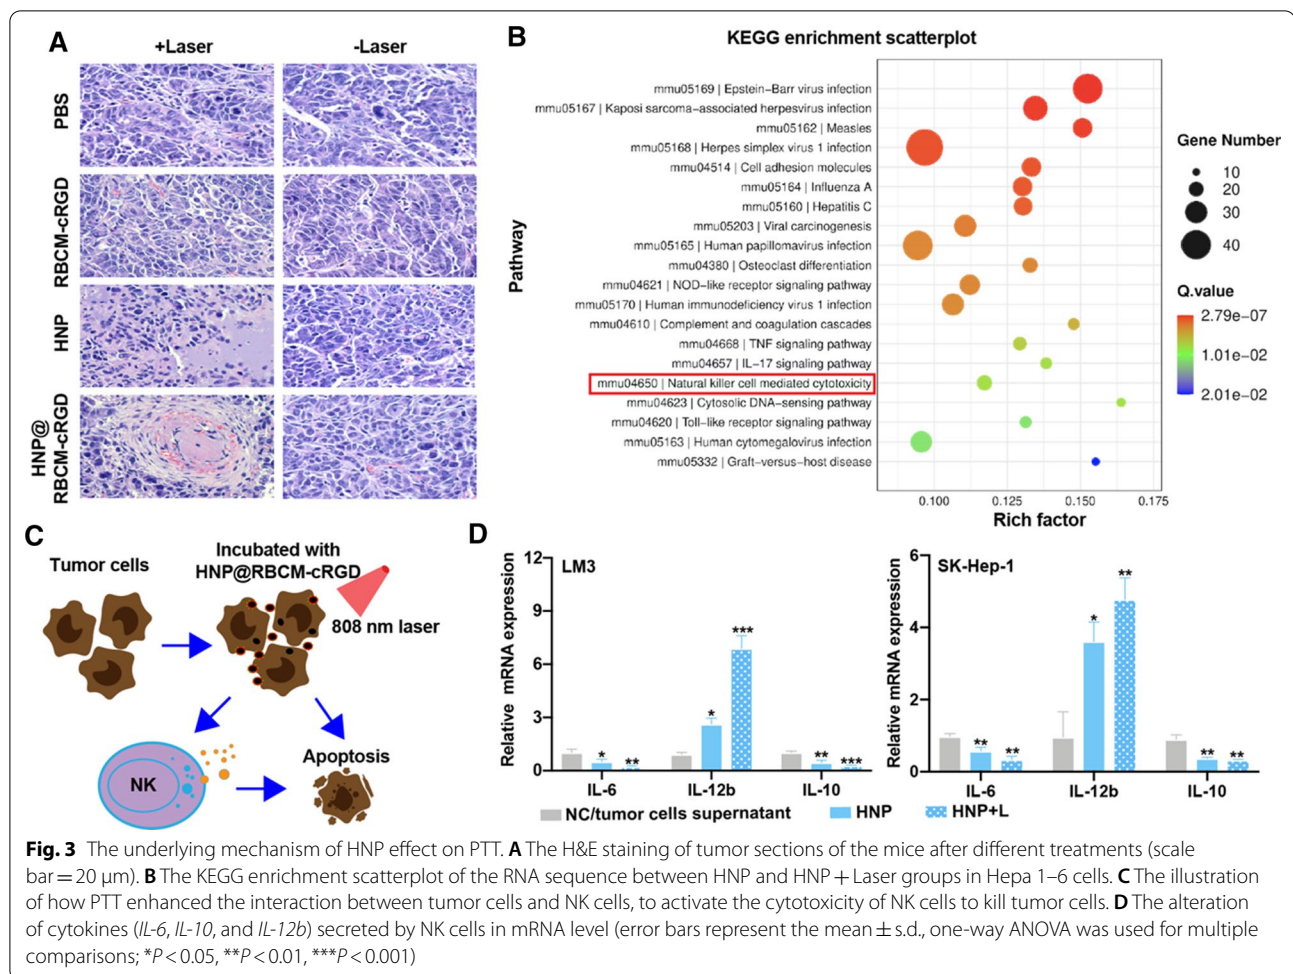 A
+Laser
-Laser
PBS
RBCM-cRGD
HNP
HNP@
RBCM-cRGD
B
KEGG enrichment scatterplot
Pathway
mmu05169 | Epstein−Barr virus infection
mmu05167 | Kaposi sarcoma−associated herpesvirus infection
mmu05162 | Measles
mmu05168 | Herpes simplex virus 1 infection
mmu04514 | Cell adhesion molecules
mmu05164 | Influenza A
mmu05160 | Hepatitis C
mmu05203 | Viral carcinogenesis
mmu05165 | Human papillomavirus infection
mmu04380 | Osteoclast differentiation
mmu04621 | NOD−like receptor signaling pathway
mmu05170 | Human immunodeficiency virus 1 infection
mmu04610 | Complement and coagulation cascades
mmu04668 | TNF signaling pathway
mmu04657 | IL−17 signaling pathway
mmu04650 | Natural killer cell mediated cytotoxicity
mmu04623 | Cytosolic DNA−sensing pathway
mmu04620 | Toll−like receptor signaling pathway
mmu05163 | Human cytomegalovirus infection
mmu05332 | Graft−versus−host disease
0.100 0.125 0.150 0.175
Rich factor
Gene Number
10
20
30
40
Q.value
2.79e−07
1.01e−02
2.01e−02
C
Tumor cells
Incubated with
HNP@RBCM-cRGD
808 nm laser
NK
Apoptosis
D
Relative mRNA expression
12
9
6
3
0
LM3
* ** * *** ** ***
IL-6 IL-12b IL-10
Relative mRNA expression
6
4
2
0
SK-Hep-1
** ** * ** ** **
IL-6 IL-12b IL-10
NC/tumor cells supernatant HNP HNP+L
Fig. 3 The underlying mechanism of HNP effect on PTT. A The H&E staining of tumor sections of the mice after different treatments (scale
bar = 20 μm). B The KEGG enrichment scatterplot of the RNA sequence between HNP and HNP + Laser groups in Hepa 1–6 cells. C The illustration
of how PTT enhanced the interaction between tumor cells and NK cells, to activate the cytotoxicity of NK cells to kill tumor cells. D The alteration
of cytokines (IL-6, IL-10, and IL-12b) secreted by NK cells in mRNA level (error bars represent the mean ± s.d., one-way ANOVA was used for multiple
comparisons; *P < 0.05, **P < 0.01, ***P < 0.001)